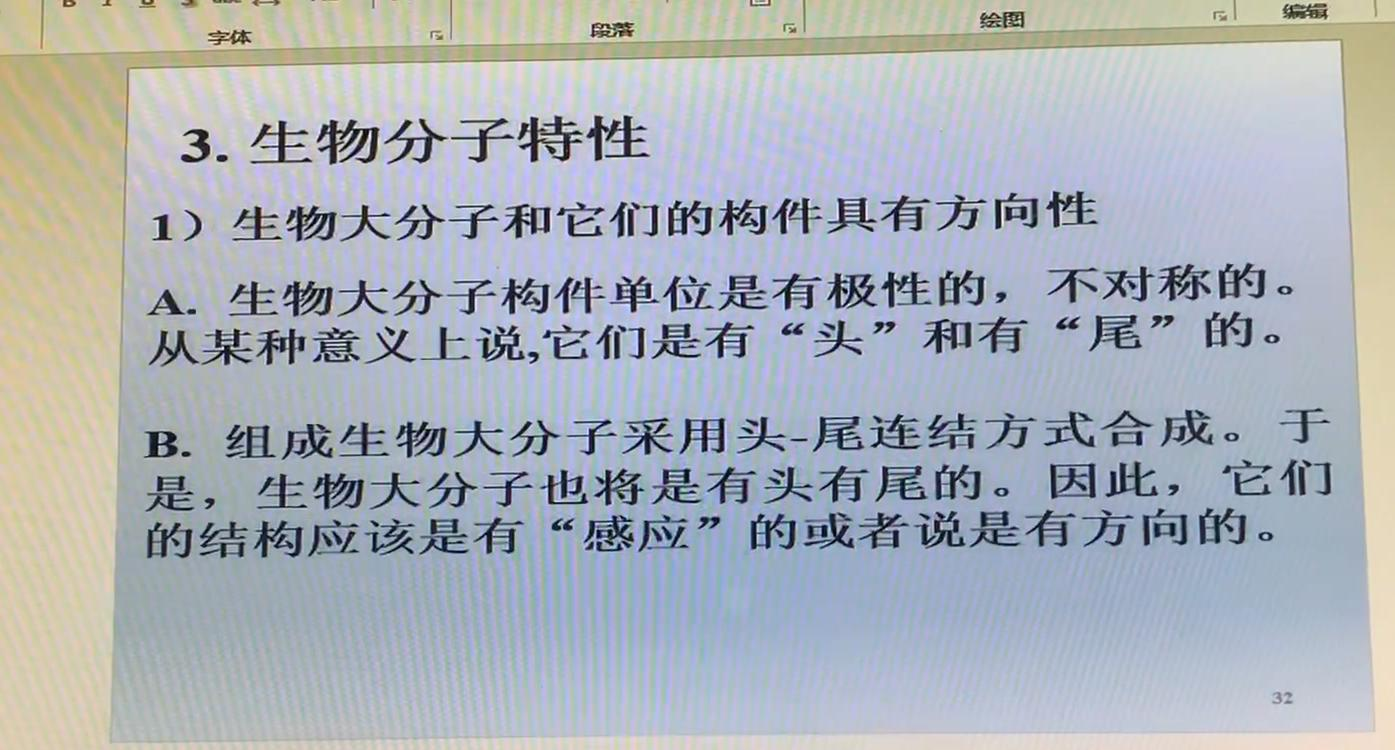 字体
段落
绘图
编辑
3. 生物分子特性
1）生物大分子和它们的构件具有方向性
A. 生物大分子构件单位是有极性的，不对称的。
从某种意义上说,它们是有“头”和有“尾”的。
B. 组成生物大分子采用头-尾连结方式合成。于
是，生物大分子也将是有头有尾的。因此，它们
的结构应该是有“感应”的或者说是有方向的。
32